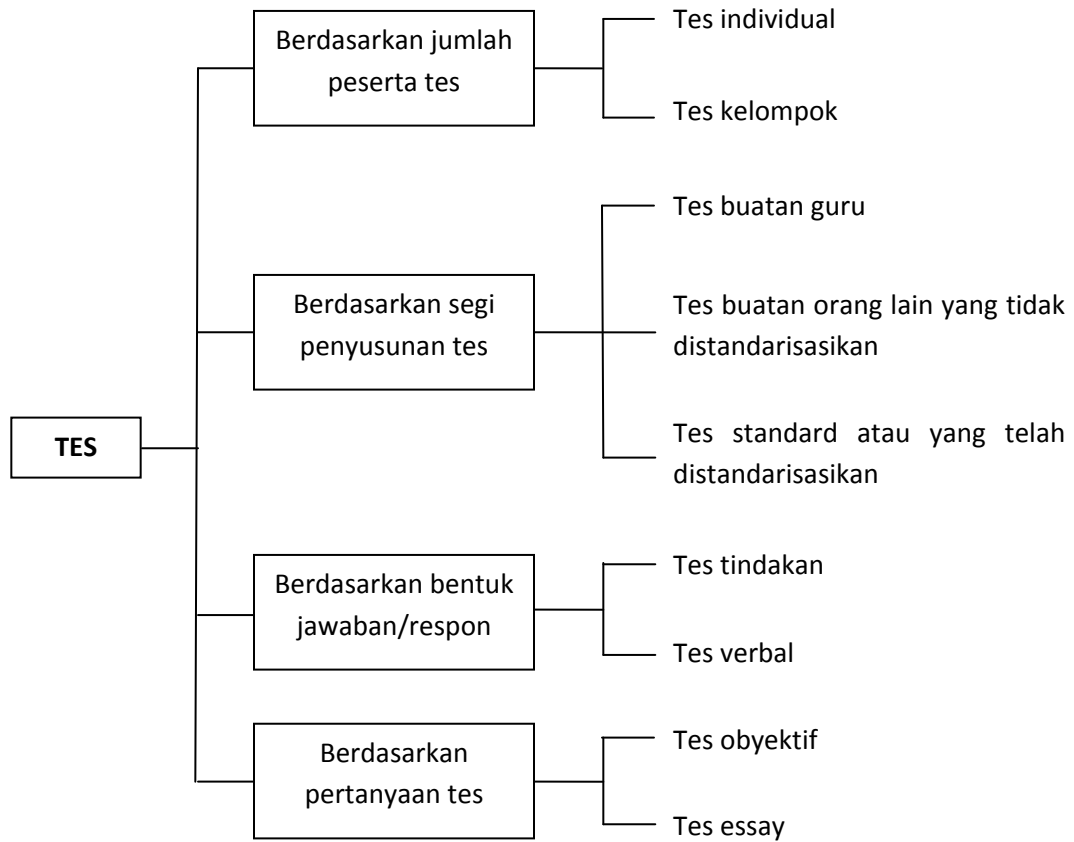 TES
Berdasarkan jumlah
peserta tes
Tes individual
Tes kelompok
Berdasarkan segi
penyusunan tes
Tes buatan guru
Tes buatan orang lain yang tidak
distandarisasikan
Tes standard atau yang telah
distandarisasikan
Berdasarkan bentuk
jawaban/respon
Tes tindakan
Tes verbal
Berdasarkan
pertanyaan tes
Tes obyektif
Tes essay